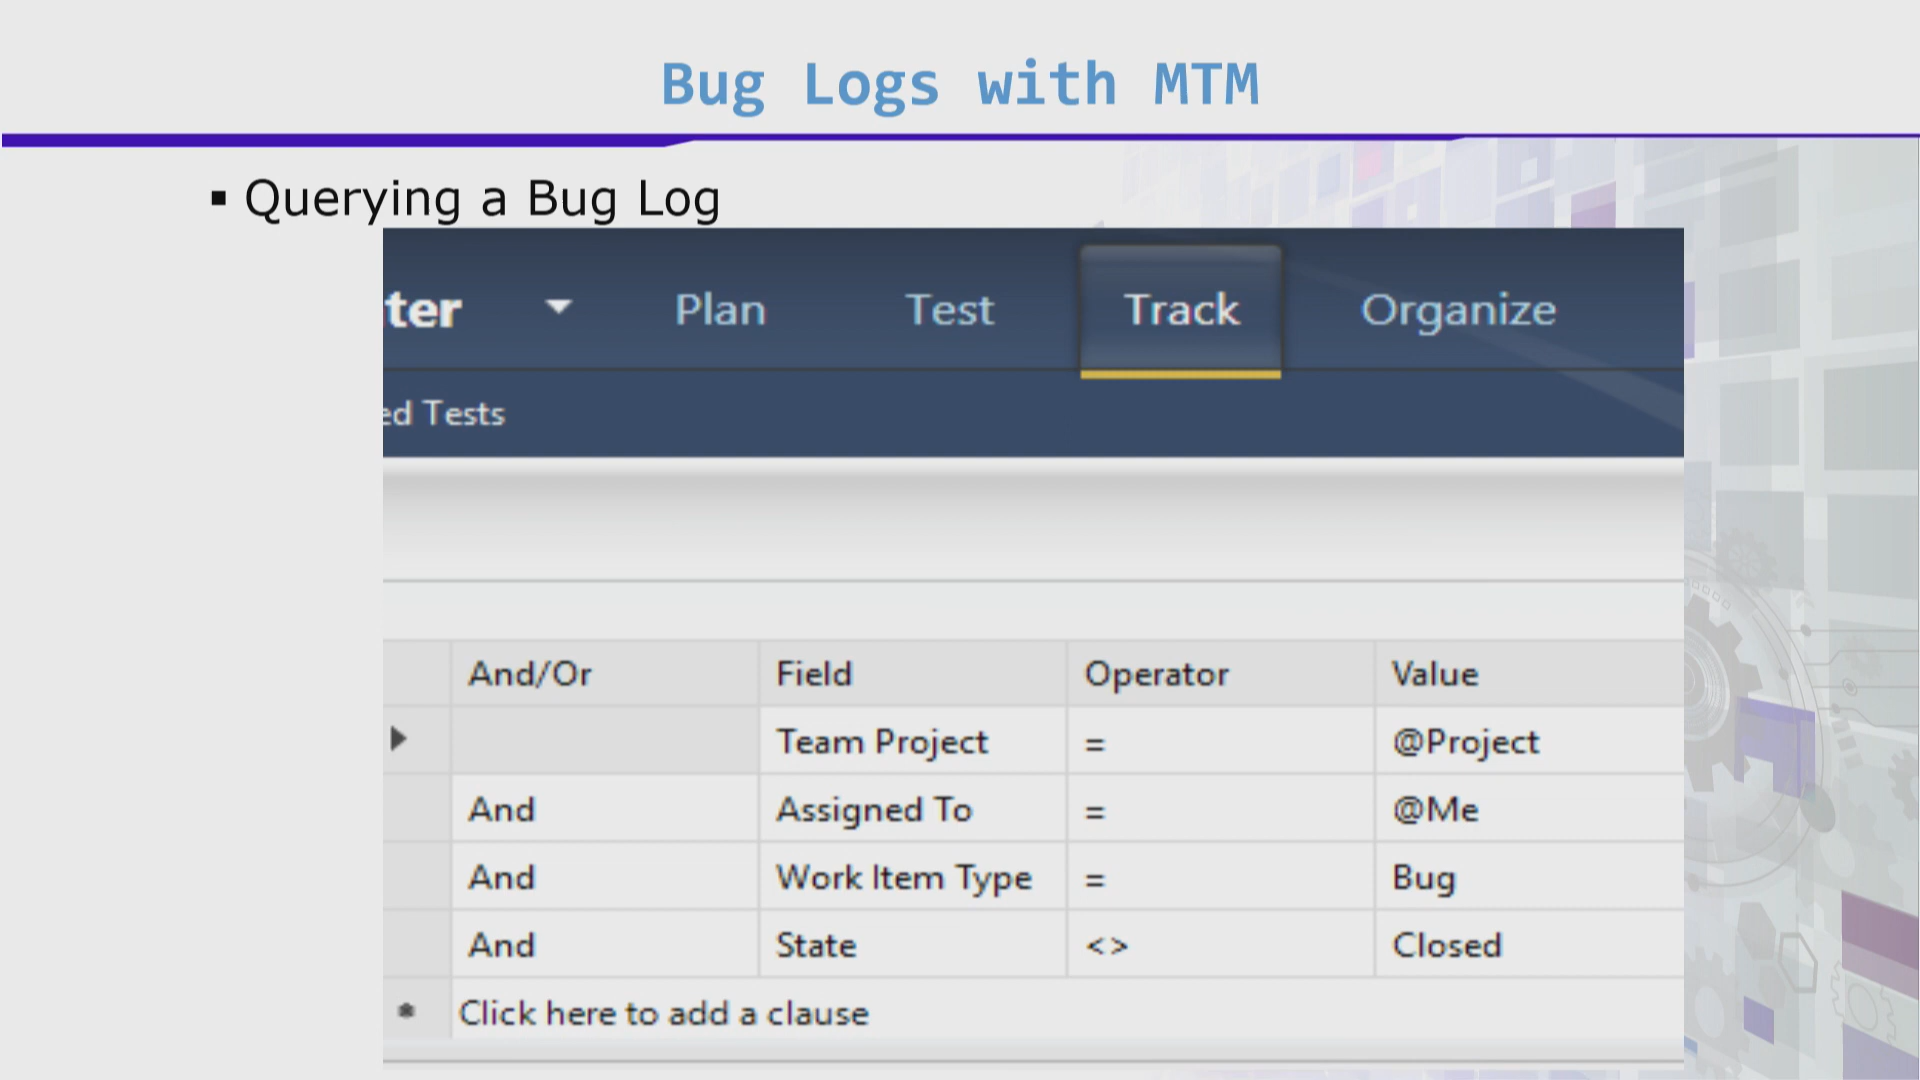 Bug Logs with MTM
▪ Querying a Bug Log
ter Plan Test Track Organize
ed Tests
And/Or Field Operator Value
Team Project = @Project
And Assigned To = @Me
And Work Item Type = Bug
And State <> Closed
* Click here to add a clause